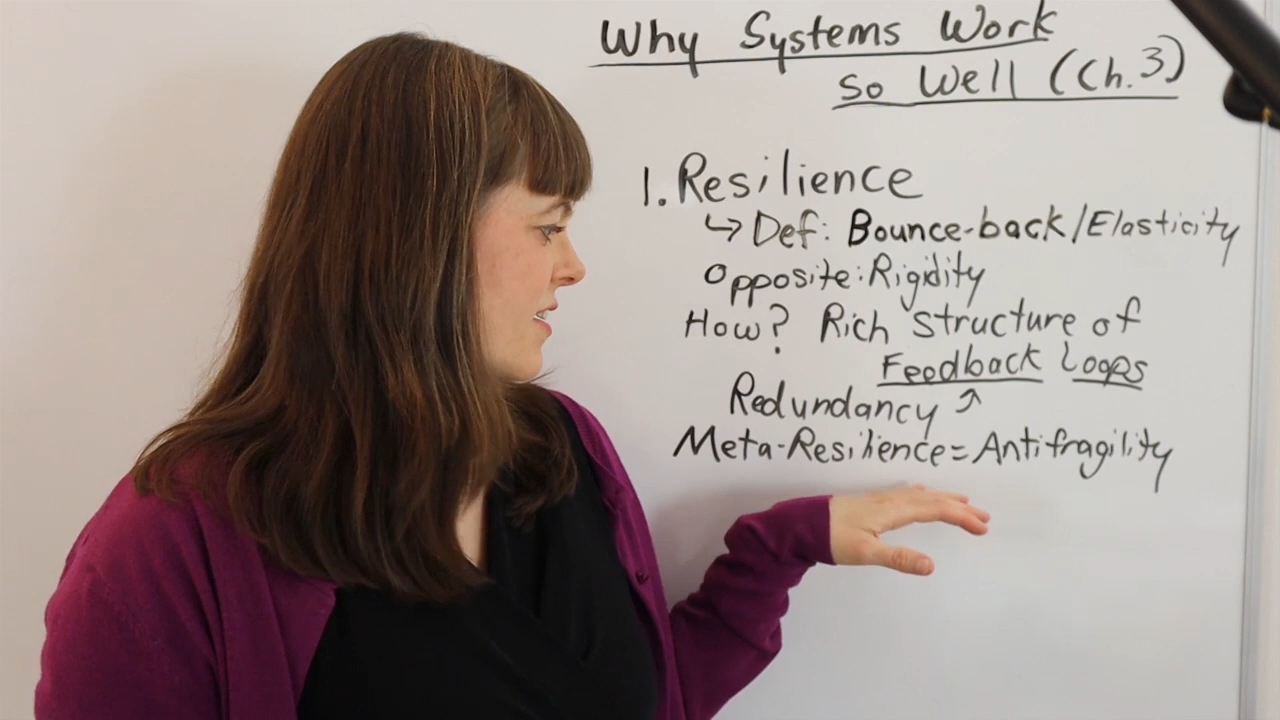 Why Systems Work
so Well (Ch.3)
1. Resilience
↳ Def: Bounce-back/Elasticity
Opposite: Rigidity
How? Rich structure of
Feedback Loops
Redundancy ↗
Meta-Resilience = Antifragility